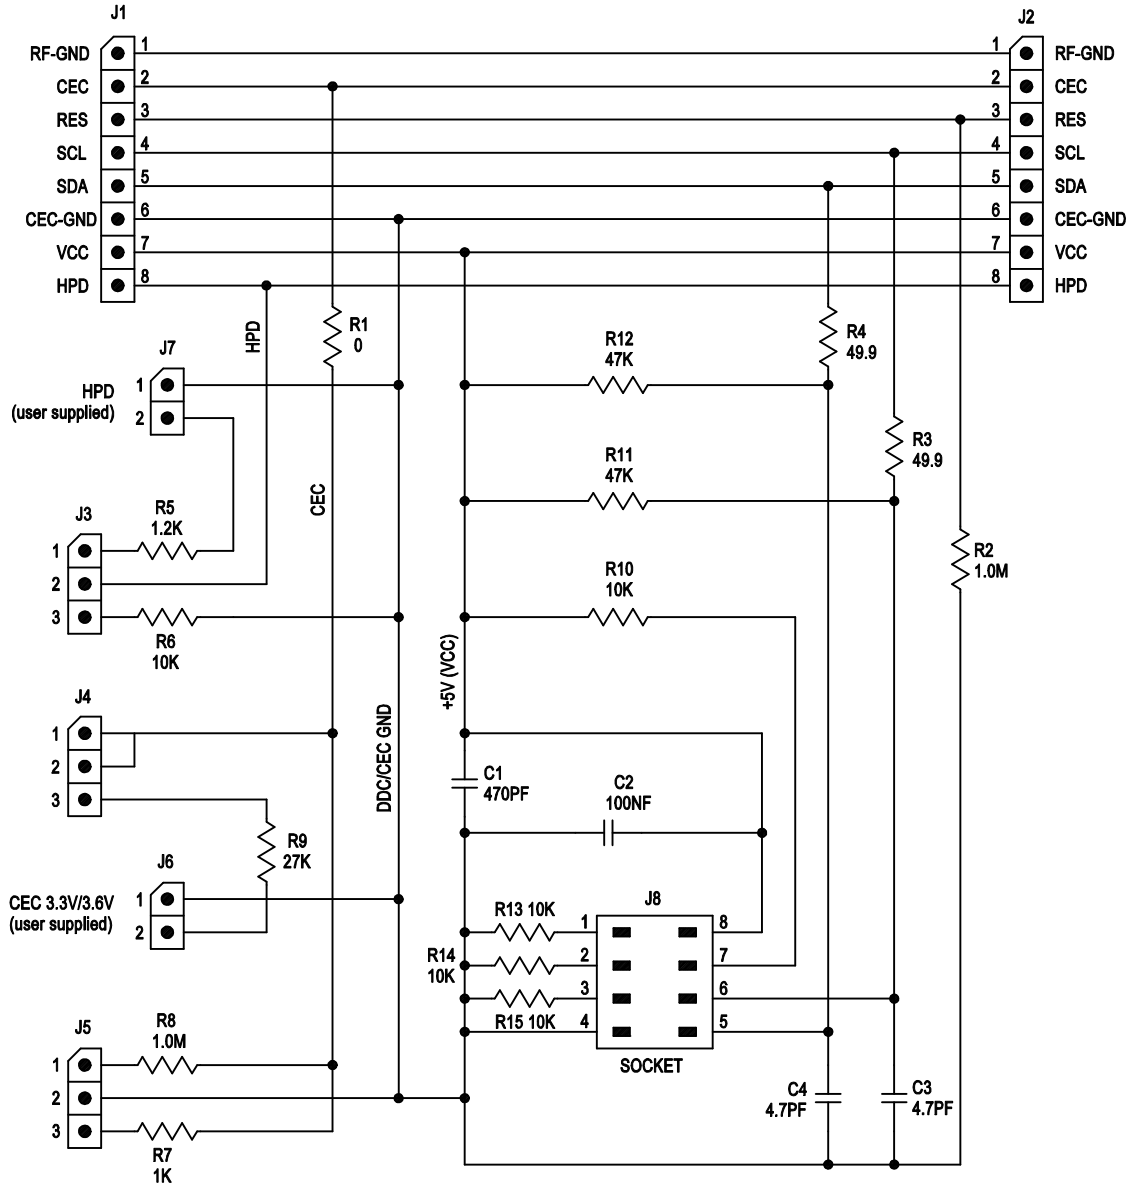 J1
J2
RF-GND 1 1 RF-GND
CEC 2 2 CEC
RES 3 3 RES
SCL 4 4 SCL
SDA 5 5 SDA
CEC-GND 6 6 CEC-GND
VCC 7 7 VCC
HPD 8 8 HPD
HPD
R1
0
R12
47K
R4
49.9
J7
HPD
(user supplied)
1
2
R3
49.9
R11
47K
CEC
J3
R5
1.2K
1
2
3
R6
10K
R2
1.0M
R10
10K
+5V (VCC)
DDC/CEC GND
J4
1
2
3
C1
470PF
C2
100NF
R9
27K
J6
CEC 3.3V/3.6V
(user supplied)
1
2
J8
R13 10K
R14
10K
R15 10K
1 8
2 7
3 6
4 5
SOCKET
J5
R8
1.0M
1
2
3
R7
1K
C4
4.7PF
C3
4.7PF